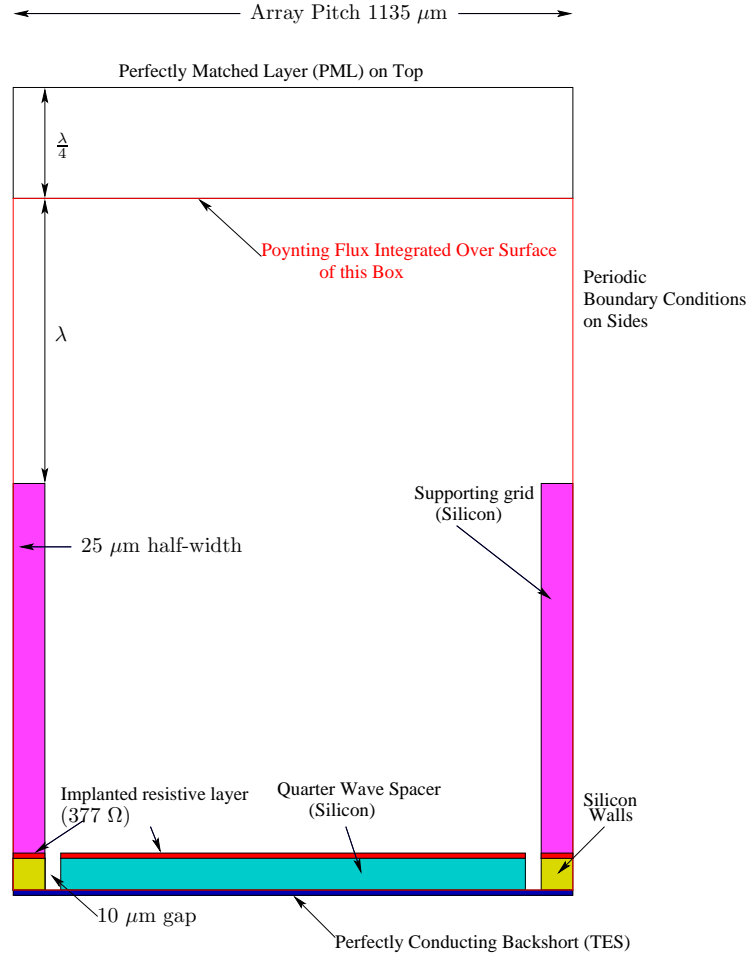 Array Pitch 1135 μm
Perfectly Matched Layer (PML) on Top
λ/4
Poynting Flux Integrated Over Surface
of this Box
Periodic
Boundary Conditions
on Sides
λ
Supporting grid
(Silicon)
25 μm half-width
Implanted resistive layer
(377 Ω)
Quarter Wave Spacer
(Silicon)
Silicon
Walls
10 μm gap
Perfectly Conducting Backshort (TES)